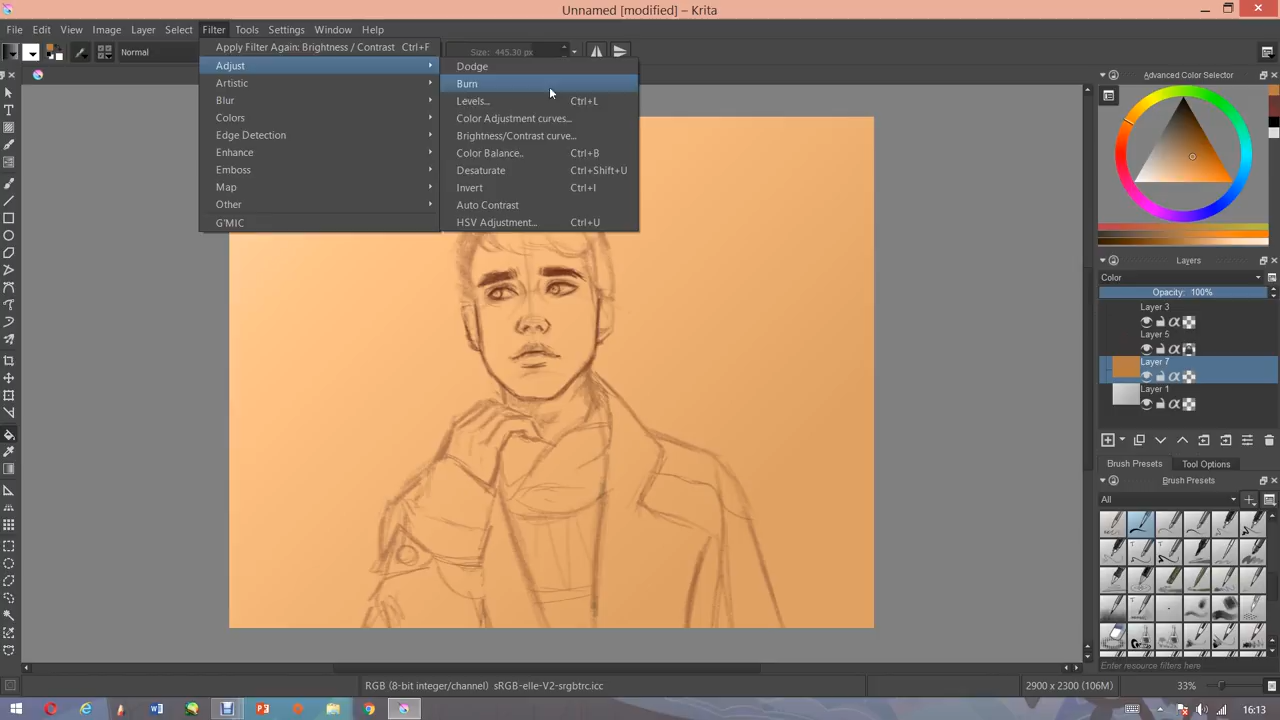 Unnamed [modified] – Krita
File Edit View Image Layer Select Filter Tools Settings Window Help
Normal
Size: 445.30 px
Apply Filter Again: Brightness / Contrast Ctrl+F
Adjust
Artistic
Blur
Colors
Edge Detection
Enhance
Emboss
Map
Other
G'MIC
Dodge
Burn
Levels... Ctrl+L
Color Adjustment curves...
Brightness/Contrast curve...
Color Balance.. Ctrl+B
Desaturate Ctrl+Shift+U
Invert Ctrl+I
Auto Contrast
HSV Adjustment... Ctrl+U
Advanced Color Selector
Layers
Color
Opacity: 100%
Layer 3
Layer 5
Layer 7
Layer 1
Brush Presets Tool Options
Brush Presets
All
Enter resource filters here
RGB (8-bit integer/channel) sRGB-elle-V2-srgbtrc.icc
2900 x 2300 (106M)
33%
16:13